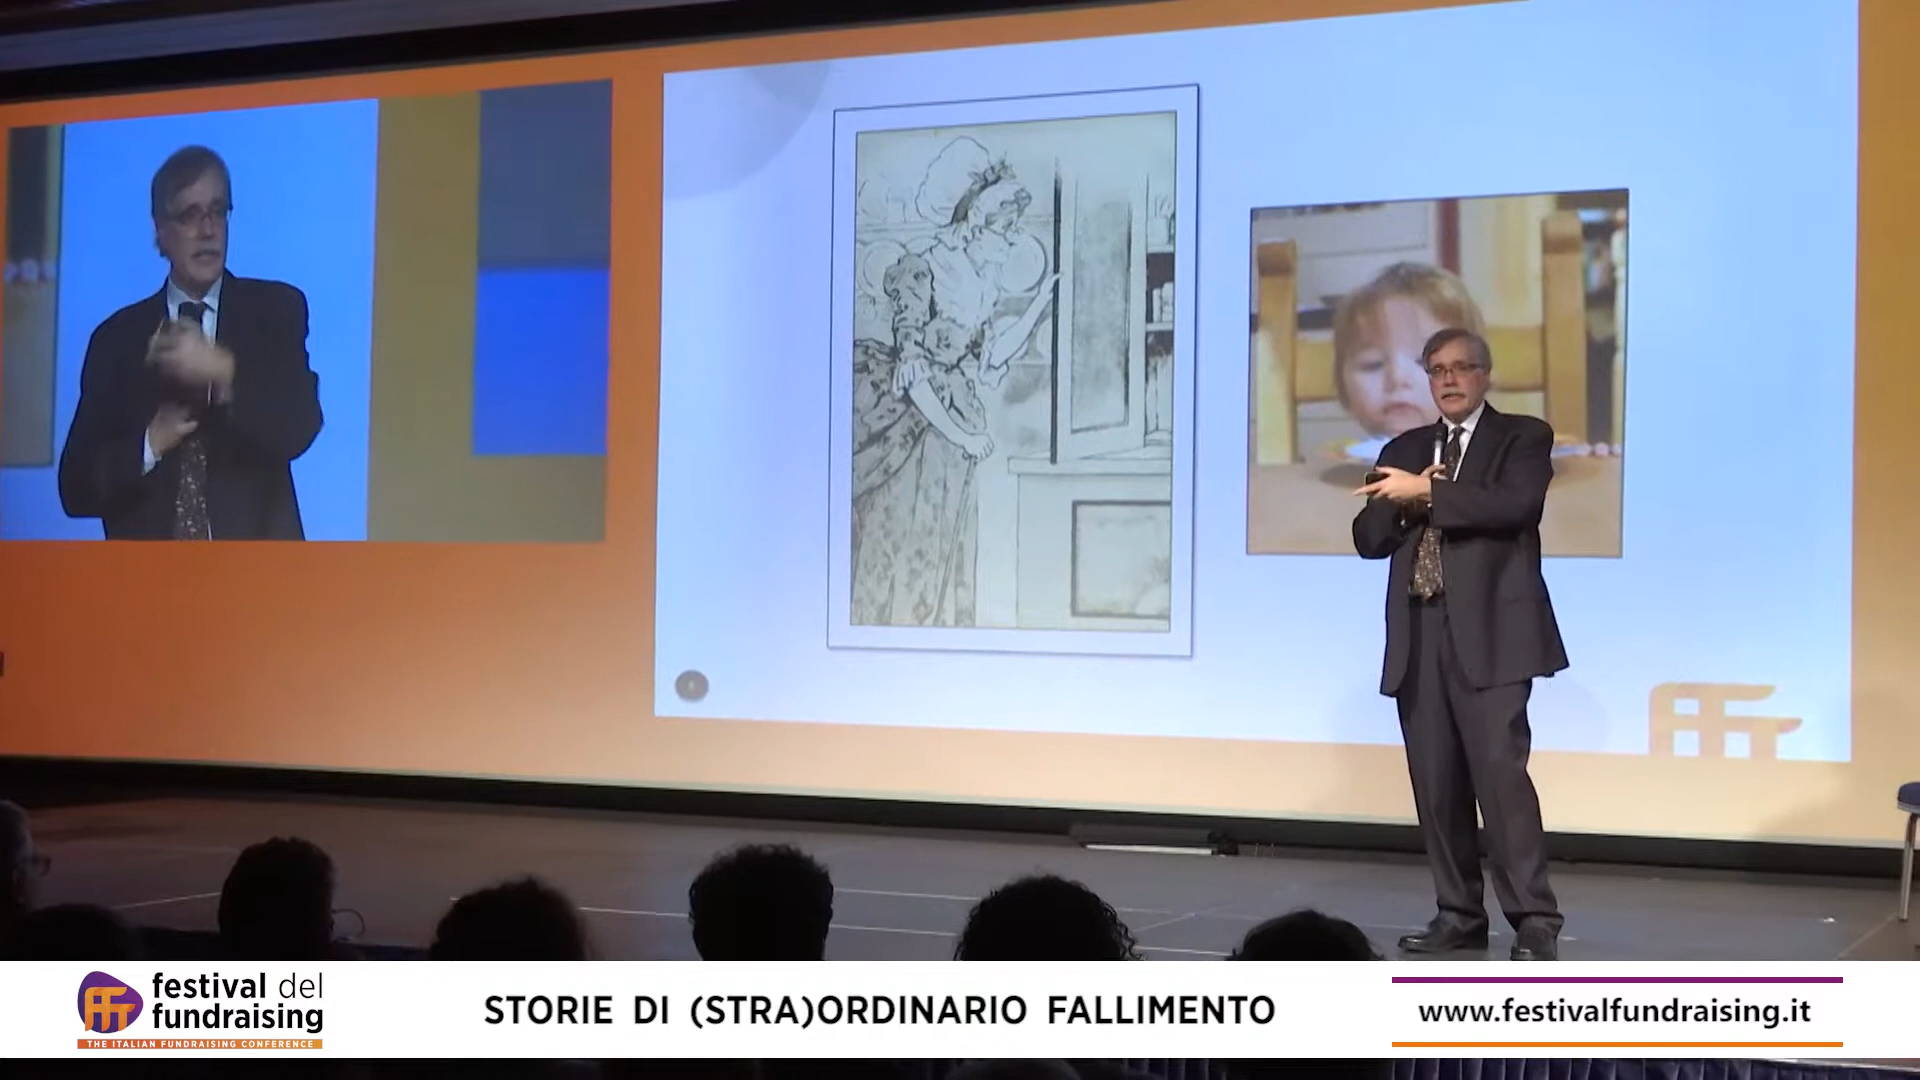 festival del
fundraising
THE ITALIAN FUNDRAISING CONFERENCE
STORIE DI (STRA)ORDINARIO FALLIMENTO
www.festivalfundraising.it